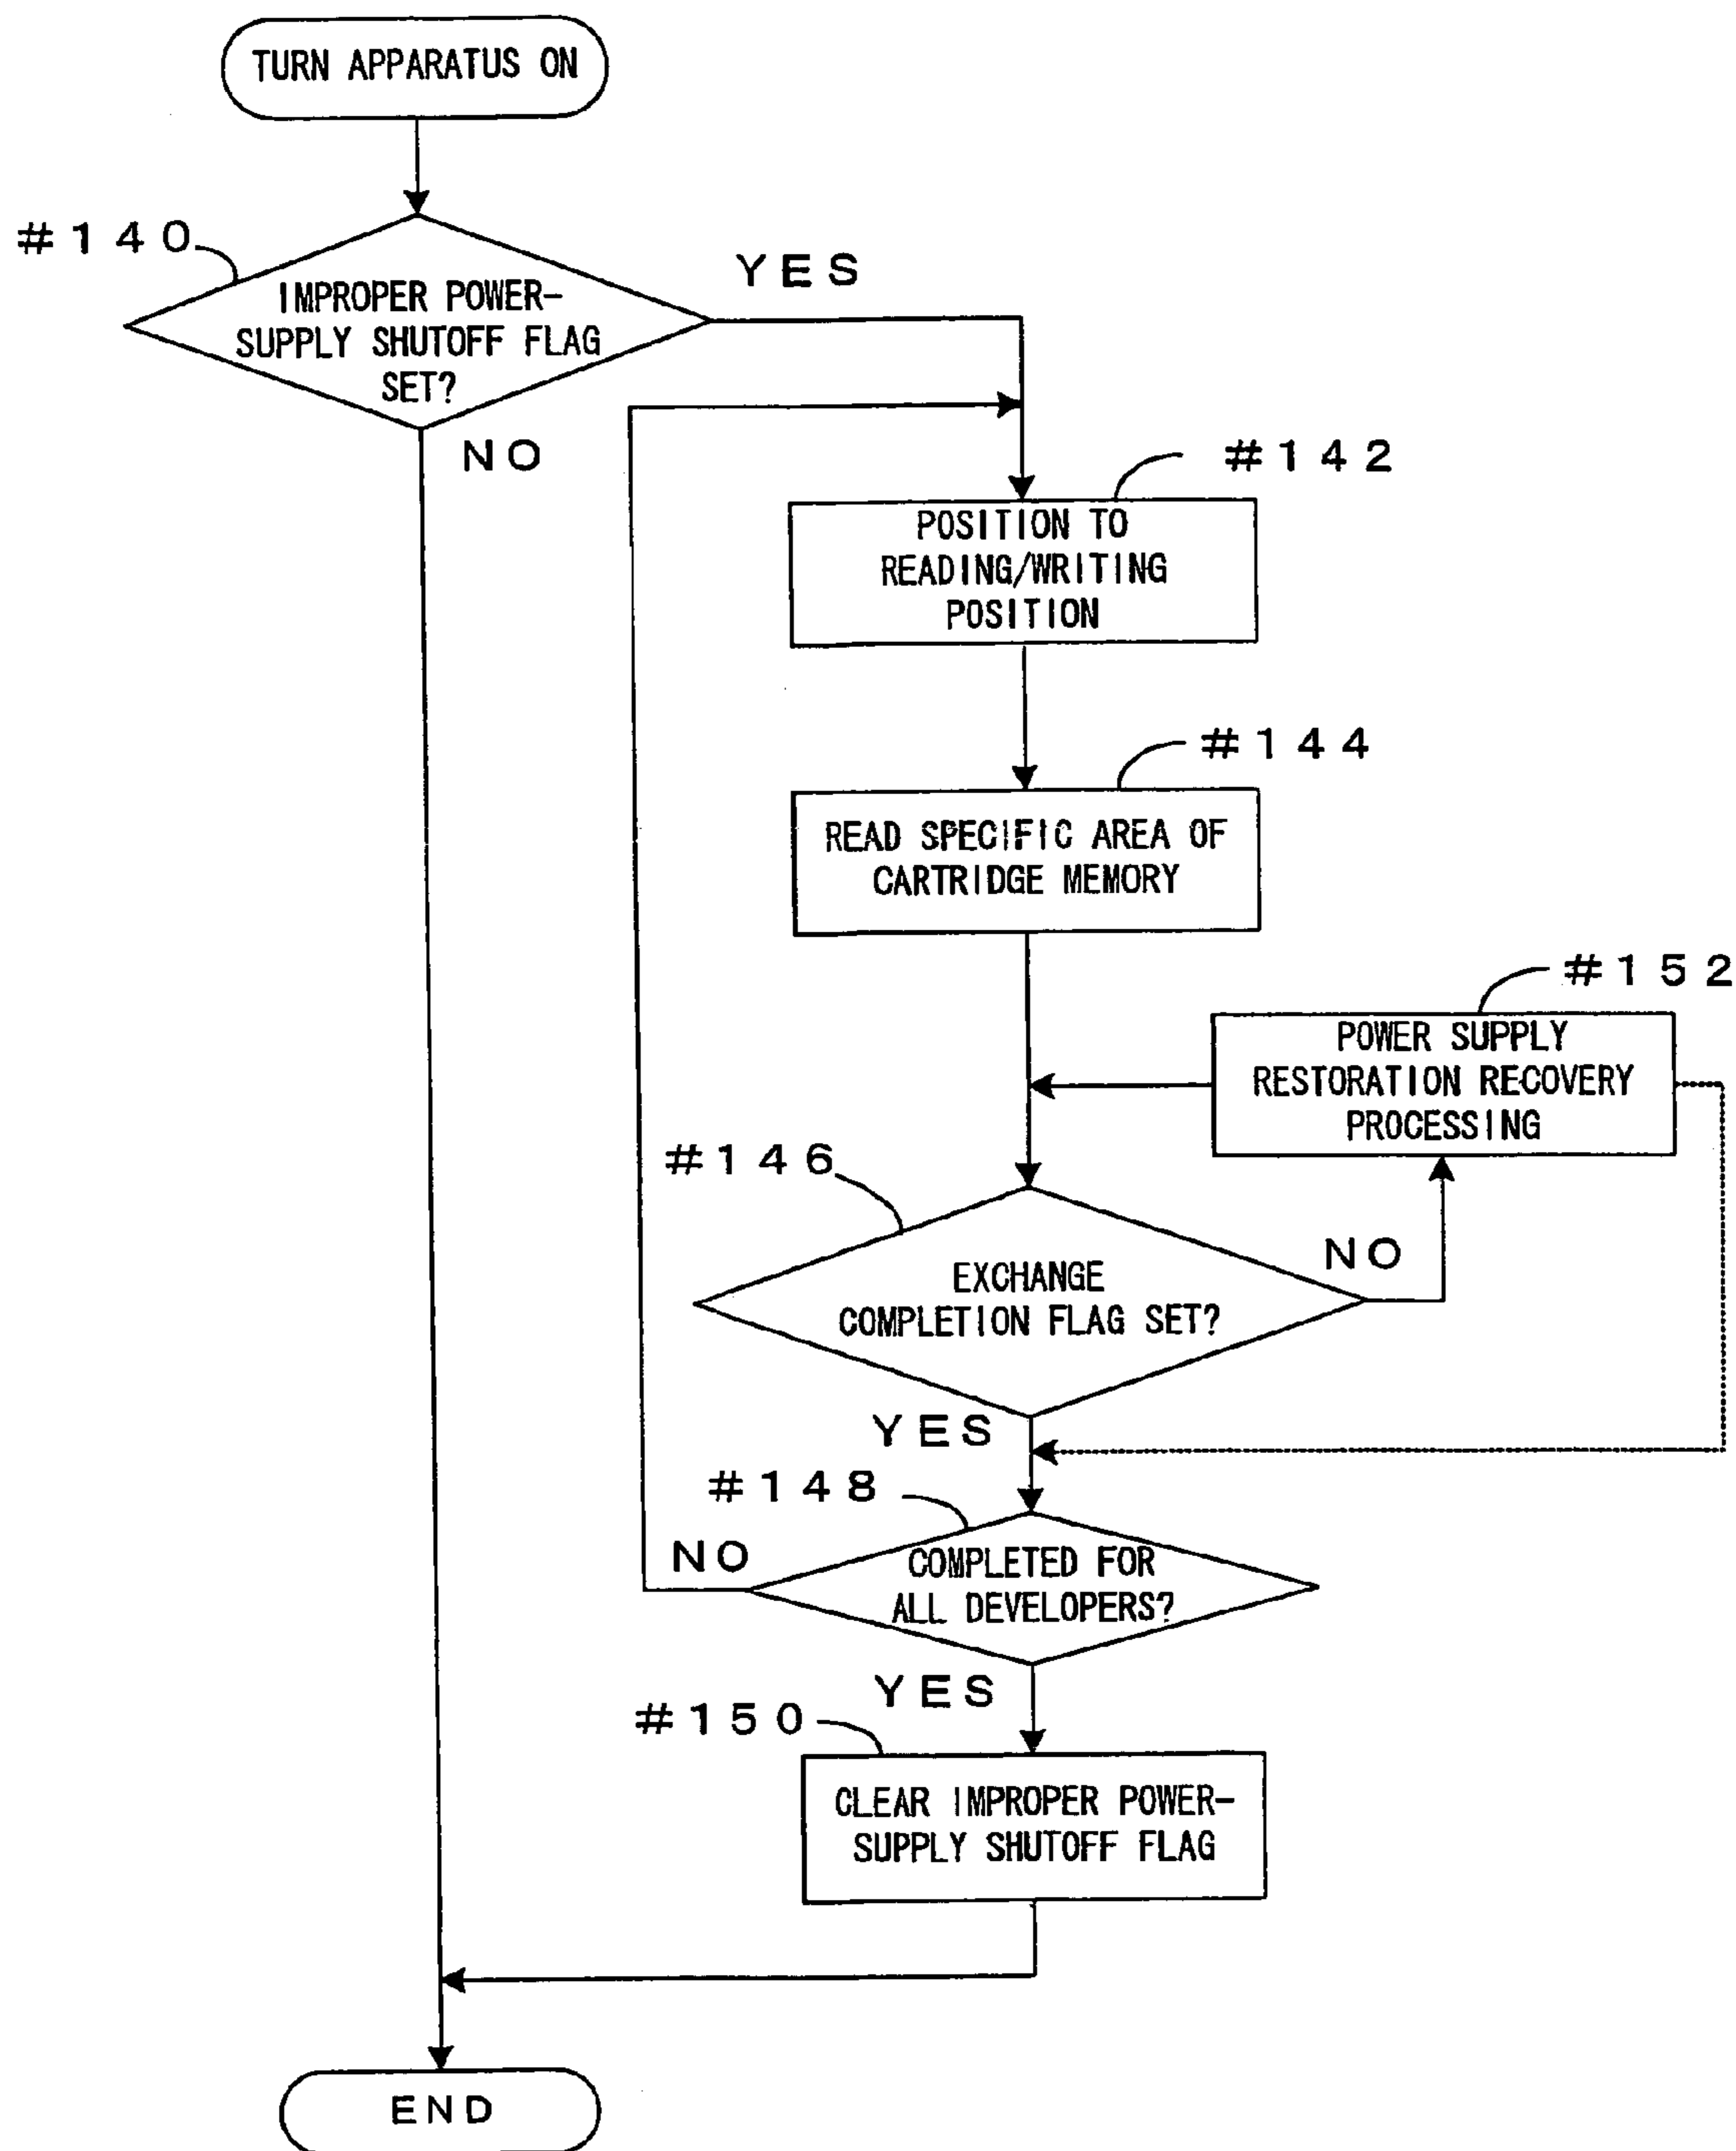 TURN APPARATUS ON
#140
IMPROPER POWER-
SUPPLY SHUTOFF FLAG
SET?
YES
NO
#142
POSITION TO
READING/WRITING
POSITION
#144
READ SPECIFIC AREA OF
CARTRIDGE MEMORY
#152
POWER SUPPLY
RESTORATION RECOVERY
PROCESSING
#146
EXCHANGE
COMPLETION FLAG SET?
NO
YES
#148
COMPLETED FOR
ALL DEVELOPERS?
NO
YES
#150
CLEAR IMPROPER POWER-
SUPPLY SHUTOFF FLAG
END